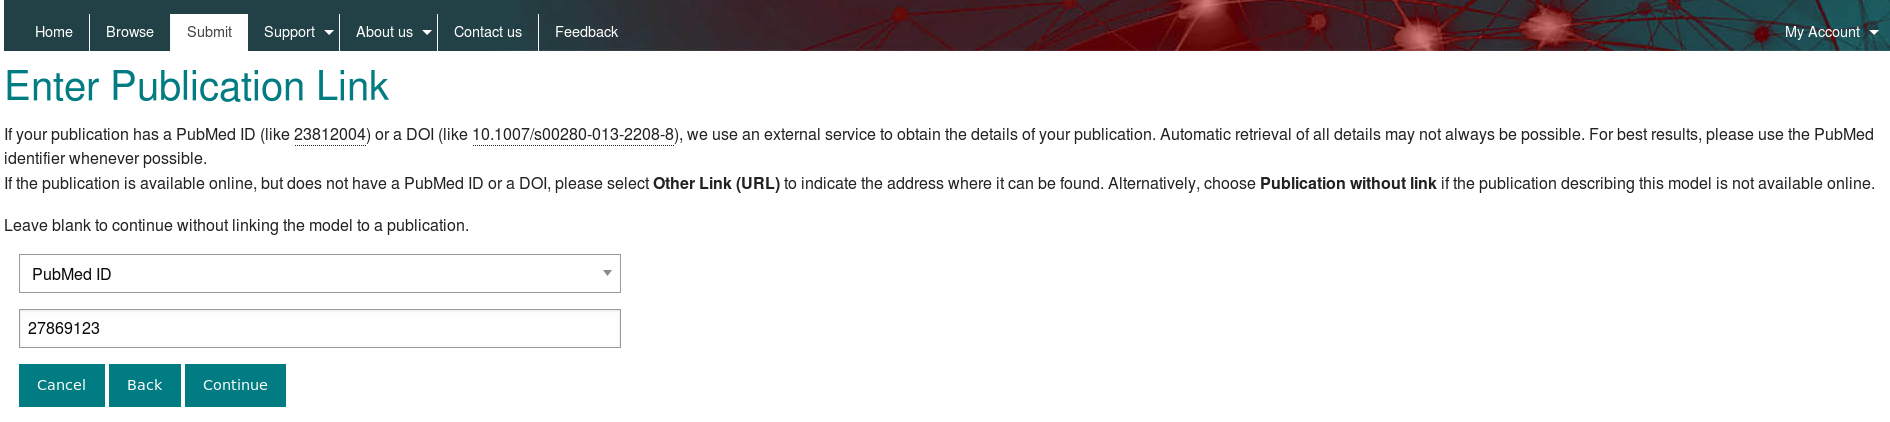 Home Browse Submit Support About us Contact us Feedback My Account
Enter Publication Link
If your publication has a PubMed ID (like 23812004) or a DOI (like 10.1007/s00280-013-2208-8), we use an external service to obtain the details of your publication. Automatic retrieval of all details may not always be possible. For best results, please use the PubMed
identifier whenever possible.
If the publication is available online, but does not have a PubMed ID or a DOI, please select Other Link (URL) to indicate the address where it can be found. Alternatively, choose Publication without link if the publication describing this model is not available online.
Leave blank to continue without linking the model to a publication.
PubMed ID
27869123
Cancel Back Continue